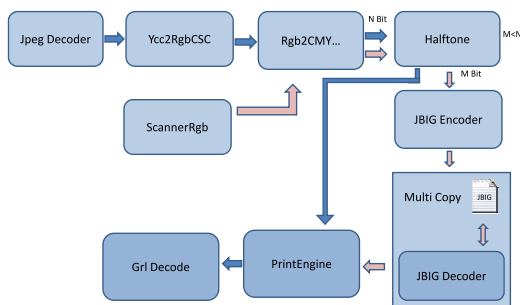 N Bit
Jpeg Decoder
Ycc2RgbCSC
Rgb2CMY...
Halftone
M<N
M Bit
ScannerRgb
JBIG Encoder
Multi Copy
JBIG
Grl Decode
PrintEngine
JBIG Decoder